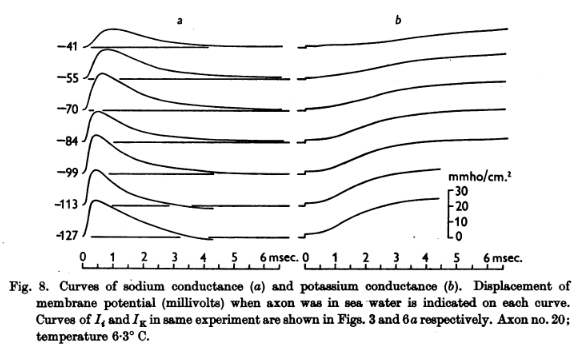 a b
–41
–55
–70
–84
–99
–113
–127
mmho/cm.²
30
20
10
0
0 1 2 3 4 5 6 msec. 0 1 2 3 4 5 6 msec.
Fig. 8. Curves of sodium conductance (a) and potassium conductance (b). Displacement of
membrane potential (millivolts) when axon was in sea water is indicated on each curve.
Curves of Iᵢ and I_K in same experiment are shown in Figs. 3 and 6a respectively. Axon no. 20;
temperature 6·3° C.